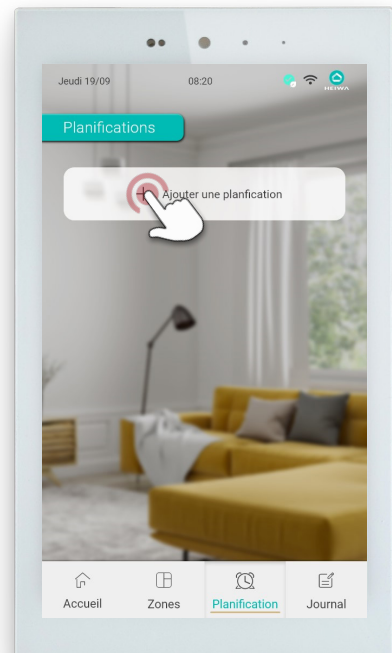 Jeudi 19/09
08:20
HEIWA
Planifications
Ajouter une planfication
Accueil
Zones
Planification
Journal